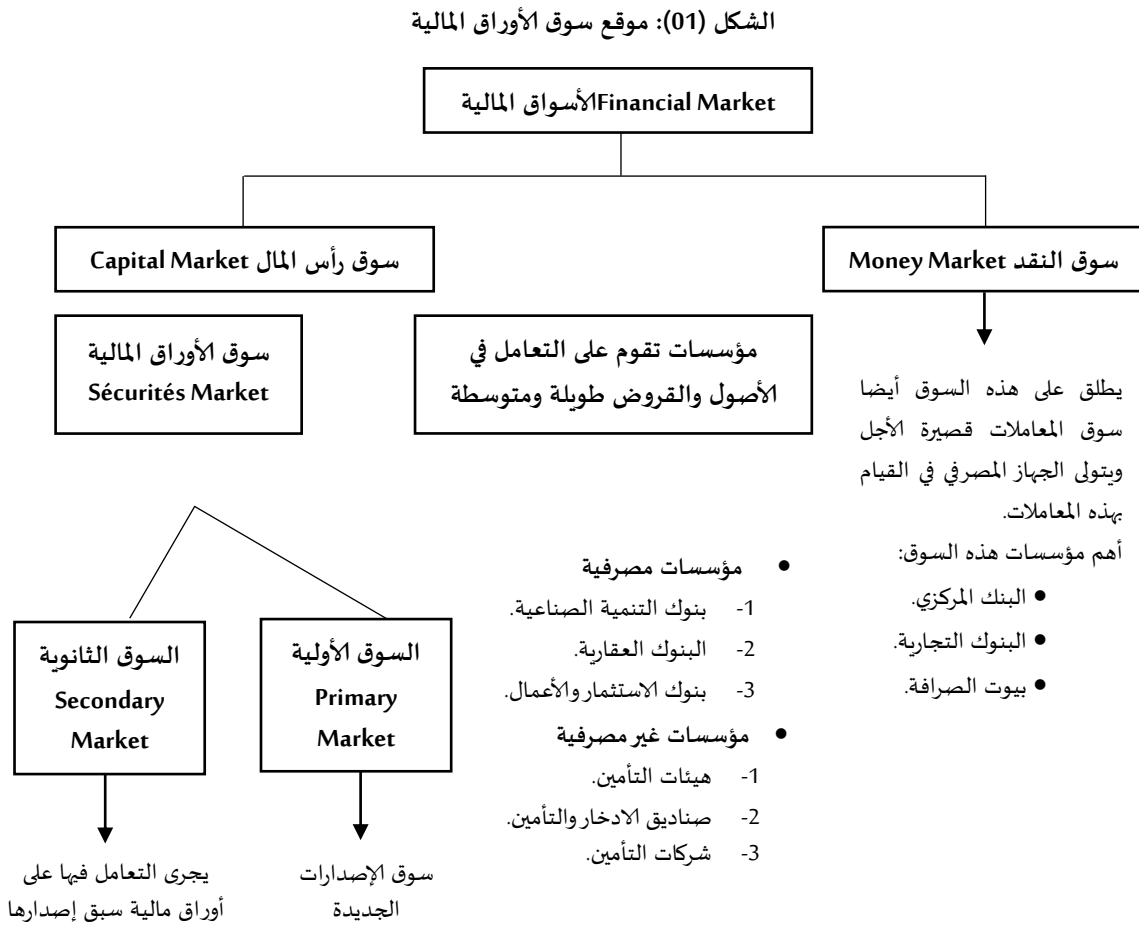 الشكل (01): موقع سوق الأوراق المالية
الأسواق المالية Financial Market
سوق النقد Money Market
سوق رأس المال Capital Market
يطلق على هذه السوق أيضا
سوق المعاملات قصيرة الأجل
ويتولى الجهاز المصرفي في القيام
بهذه المعاملات.
أهم مؤسسات هذه السوق:
• البنك المركزي.
• البنوك التجارية.
• بيوت الصرافة.
مؤسسات تقوم على التعامل في
الأصول والقروض طويلة ومتوسطة
• مؤسسات مصرفية
1- بنوك التنمية الصناعية.
2- البنوك العقارية.
3- بنوك الاستثمار والأعمال.
• مؤسسات غير مصرفية
1- هيئات التأمين.
2- صناديق الادخار والتأمين.
3- شركات التأمين.
سوق الأوراق المالية
Sécurités Market
السوق الأولية
Primary
Market
سوق الإصدارات
الجديدة
السوق الثانوية
Secondary
Market
يجرى التعامل فيها على
أوراق مالية سبق إصدارها